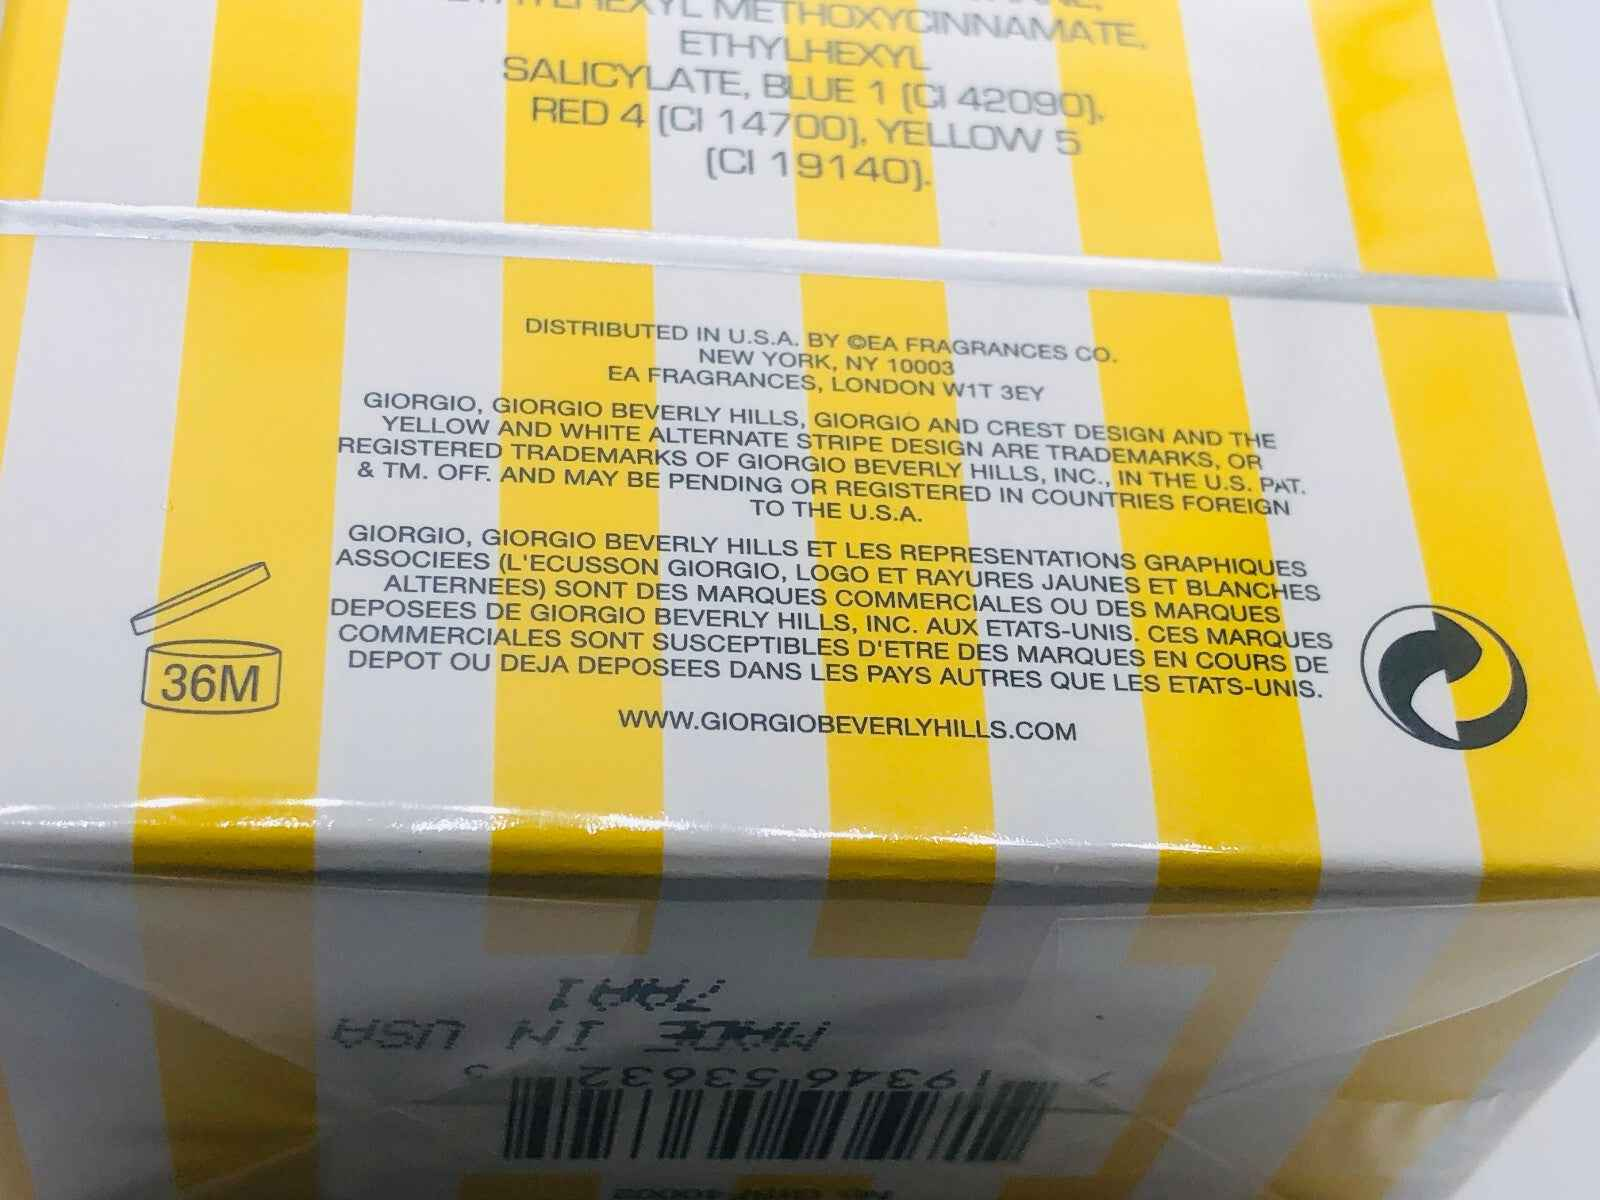 METHOXYCINNAMATE,
ETHYLHEXYL
SALICYLATE, BLUE 1 (CI 42090),
RED 4 (CI 14700), YELLOW 5
(CI 19140).
DISTRIBUTED IN U.S.A. BY ©EA FRAGRANCES CO.
NEW YORK, NY 10003
EA FRAGRANCES, LONDON W1T 3EY
GIORGIO, GIORGIO BEVERLY HILLS, GIORGIO AND CREST DESIGN AND THE
YELLOW AND WHITE ALTERNATE STRIPE DESIGN ARE TRADEMARKS, OR
REGISTERED TRADEMARKS OF GIORGIO BEVERLY HILLS, INC., IN THE U.S. PAT.
& TM. OFF. AND MAY BE PENDING OR REGISTERED IN COUNTRIES FOREIGN
TO THE U.S.A.
GIORGIO, GIORGIO BEVERLY HILLS ET LES REPRESENTATIONS GRAPHIQUES
ASSOCIEES (L'ECUSSON GIORGIO, LOGO ET RAYURES JAUNES ET BLANCHES
ALTERNEES) SONT DES MARQUES COMMERCIALES OU DES MARQUES
DEPOSEES DE GIORGIO BEVERLY HILLS, INC. AUX ETATS-UNIS. CES MARQUES
COMMERCIALES SONT SUSCEPTIBLES D'ETRE DES MARQUES EN COURS DE
DEPOT OU DEJA DEPOSEES DANS LES PAYS AUTRES QUE LES ETATS-UNIS.
WWW.GIORGIOBEVERLYHILLS.COM
36M
7AA1
MADE IN USA
19346 53632